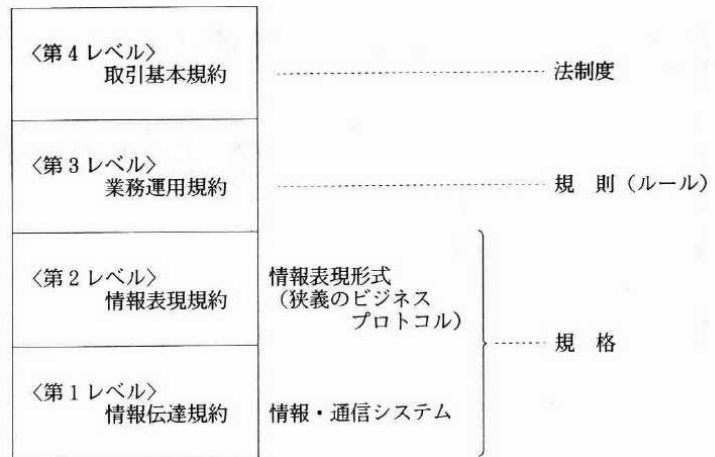 〈第4レベル〉
取引基本規約 法制度
〈第3レベル〉
業務運用規約 規 則(ルール)
〈第2レベル〉 情報表現形式
情報表現規約 (狭義のビジネス
プロトコル)
規 格
〈第1レベル〉
情報伝達規約 情報・通信システム